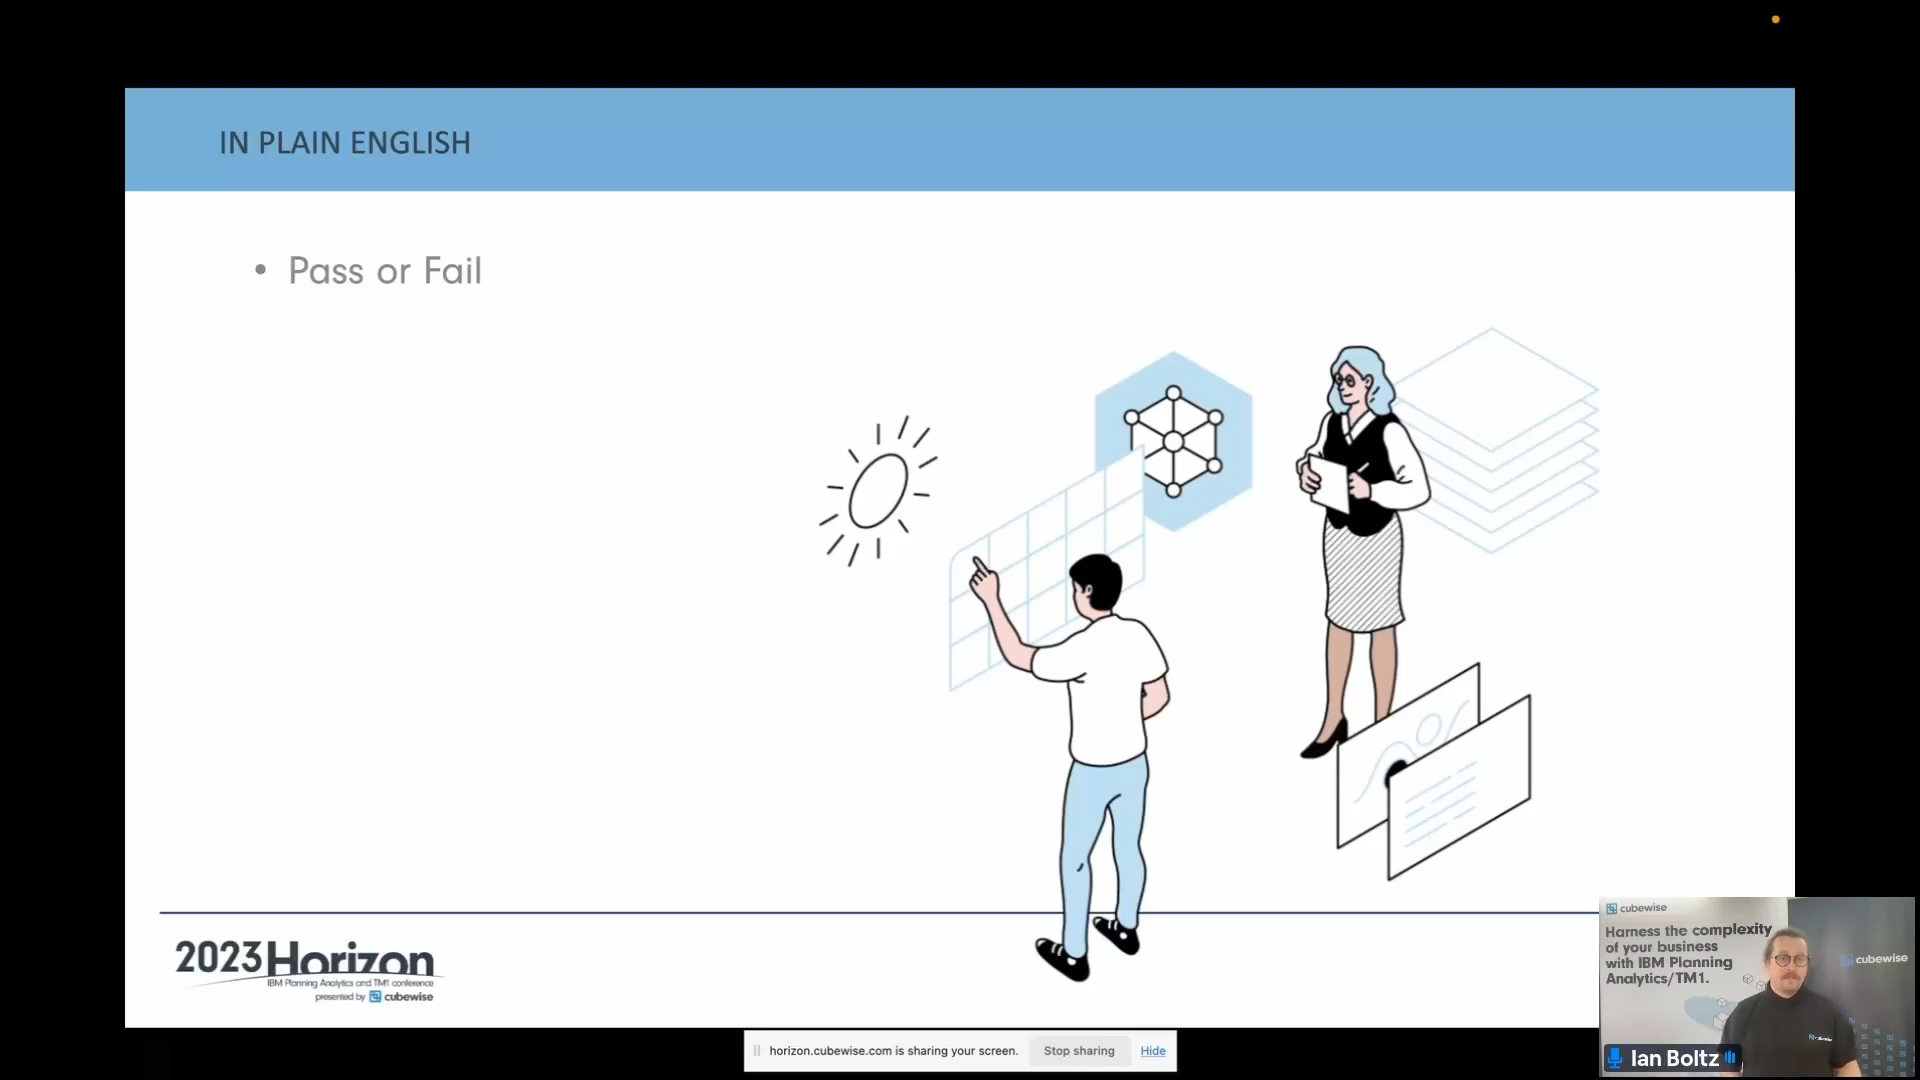 IN PLAIN ENGLISH
• Pass or Fail
2023 Horizon
IBM Planning Analytics and TM1 conference
presented by cubewise
horizon.cubewise.com is sharing your screen.
Stop sharing
Hide
cubewise
Harness the complexity
of your business
with IBM Planning
Analytics/TM1.
cubewise
Ian Boltz